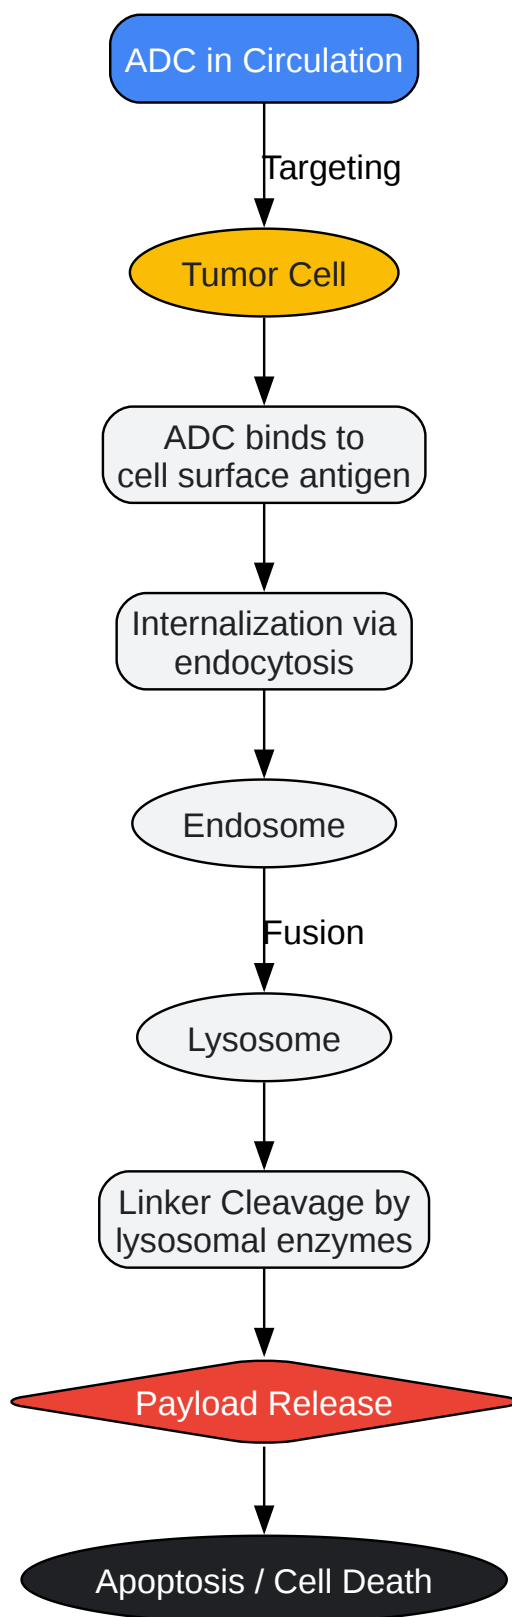 ADC in Circulation
Targeting
Tumor Cell
ADC binds to
cell surface antigen
Internalization via
endocytosis
Endosome
Fusion
Lysosome
Linker Cleavage by
lysosomal enzymes
Payload Release
Apoptosis / Cell Death